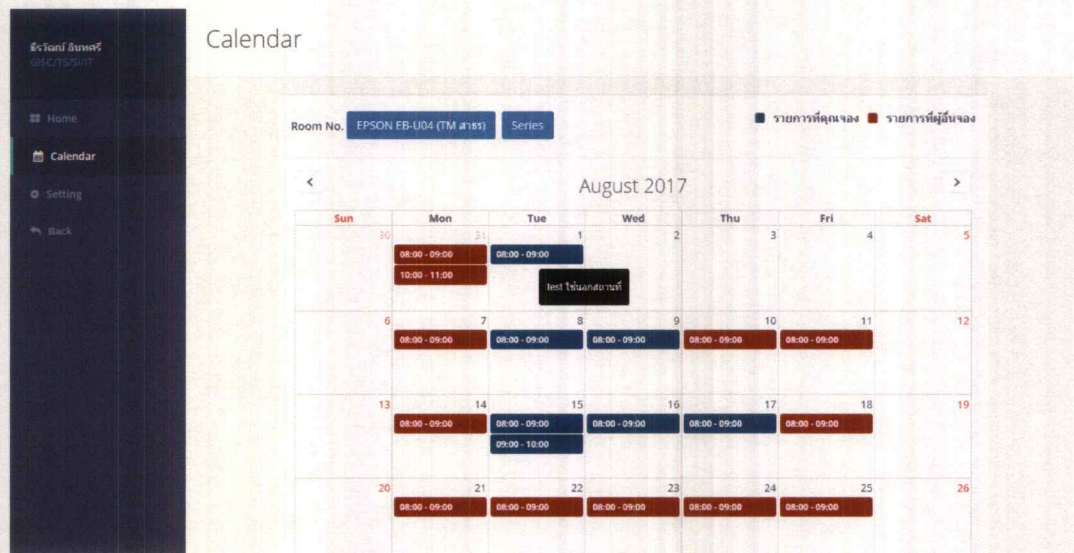 Calendar
ธีรวัฒน์ อินทศรี
GISC/TS/SI/IT
Home
Calendar
Setting
Back
Room No. EPSON EB-U04 (TM สาธร) Series
รายการที่คุณจอง รายการที่ผู้อื่นจอง
< August 2017 >
Sun Mon Tue Wed Thu Fri Sat
30 31 1 2 3 4 5
08:00 - 09:00 08:00 - 09:00
10:00 - 11:00
test ใช้นอกสถานที่
6 7 8 9 10 11 12
08:00 - 09:00 08:00 - 09:00 08:00 - 09:00 08:00 - 09:00 08:00 - 09:00
13 14 15 16 17 18 19
08:00 - 09:00 08:00 - 09:00 08:00 - 09:00 08:00 - 09:00 08:00 - 09:00
09:00 - 10:00
20 21 22 23 24 25 26
08:00 - 09:00 08:00 - 09:00 08:00 - 09:00 08:00 - 09:00 08:00 - 09:00